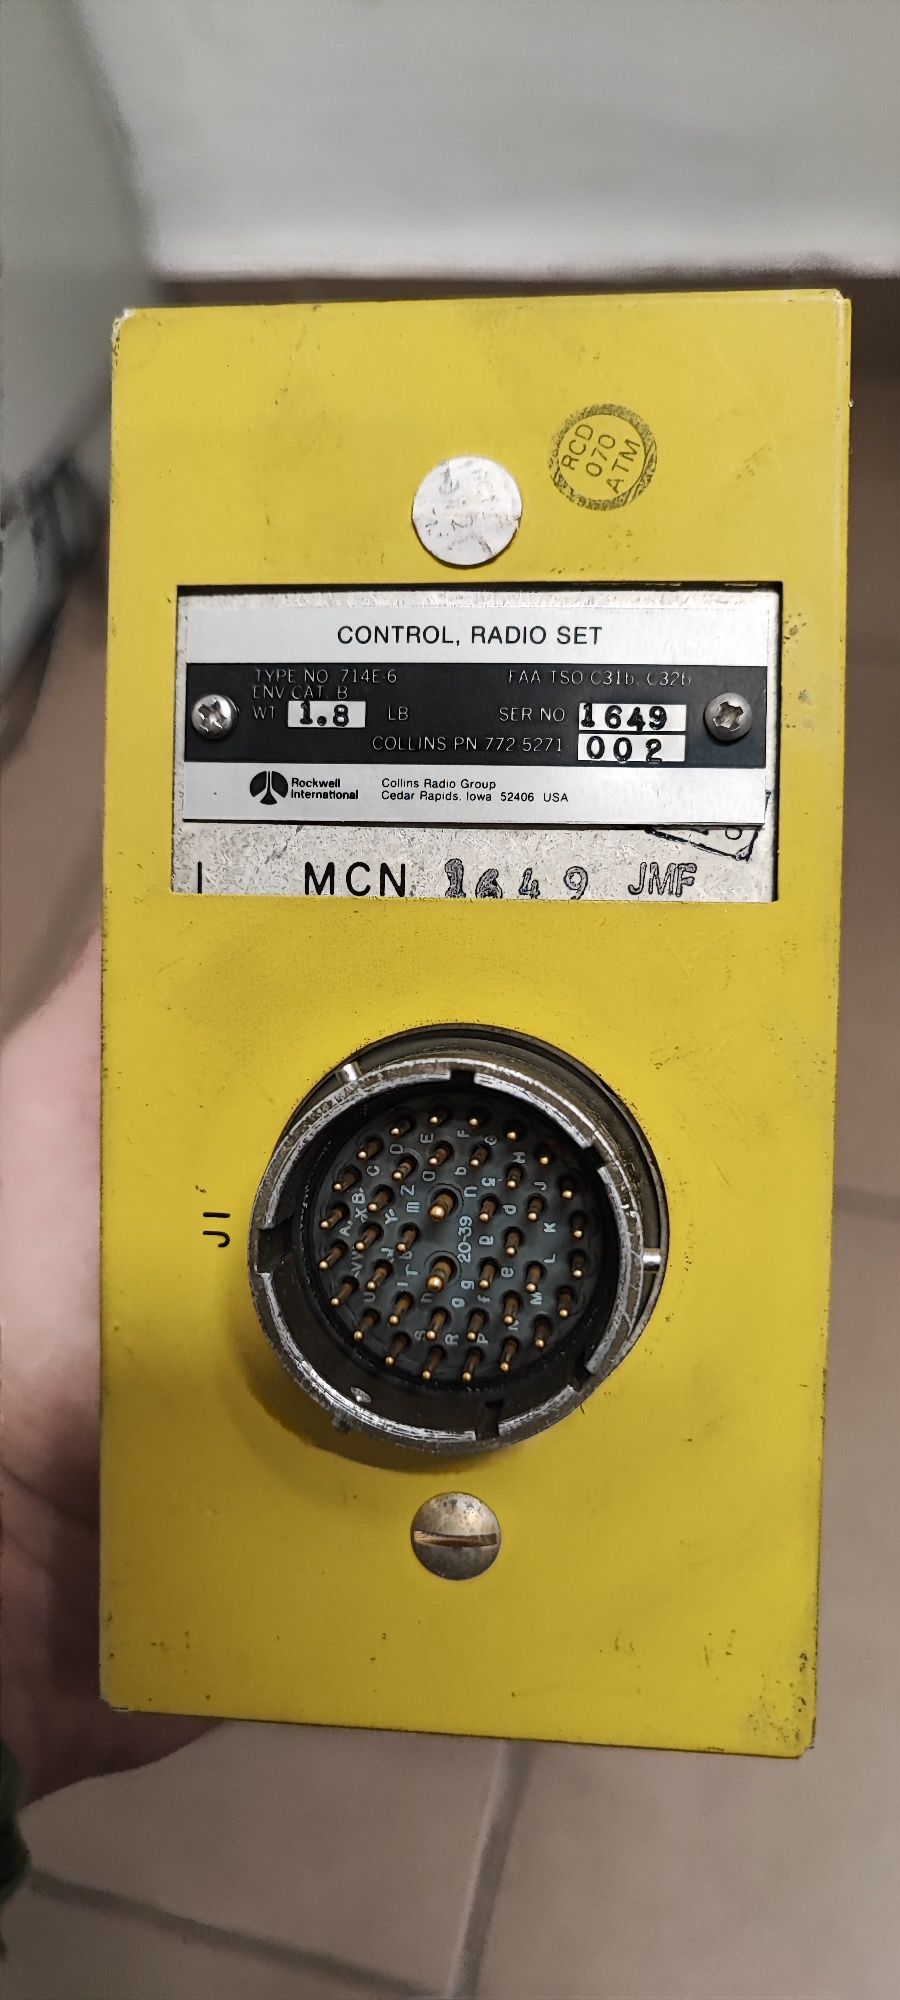 RCD
070
ATM
CONTROL, RADIO SET
TYPE NO 714E-6 FAA TSO C31b, C32b
ENV CAT. B
WT 1.8 LB SER NO 1649
COLLINS PN 772-5271 002
Rockwell International Collins Radio Group
Cedar Rapids, Iowa 52406 USA
MCN 1649 JMF
J1
20-39